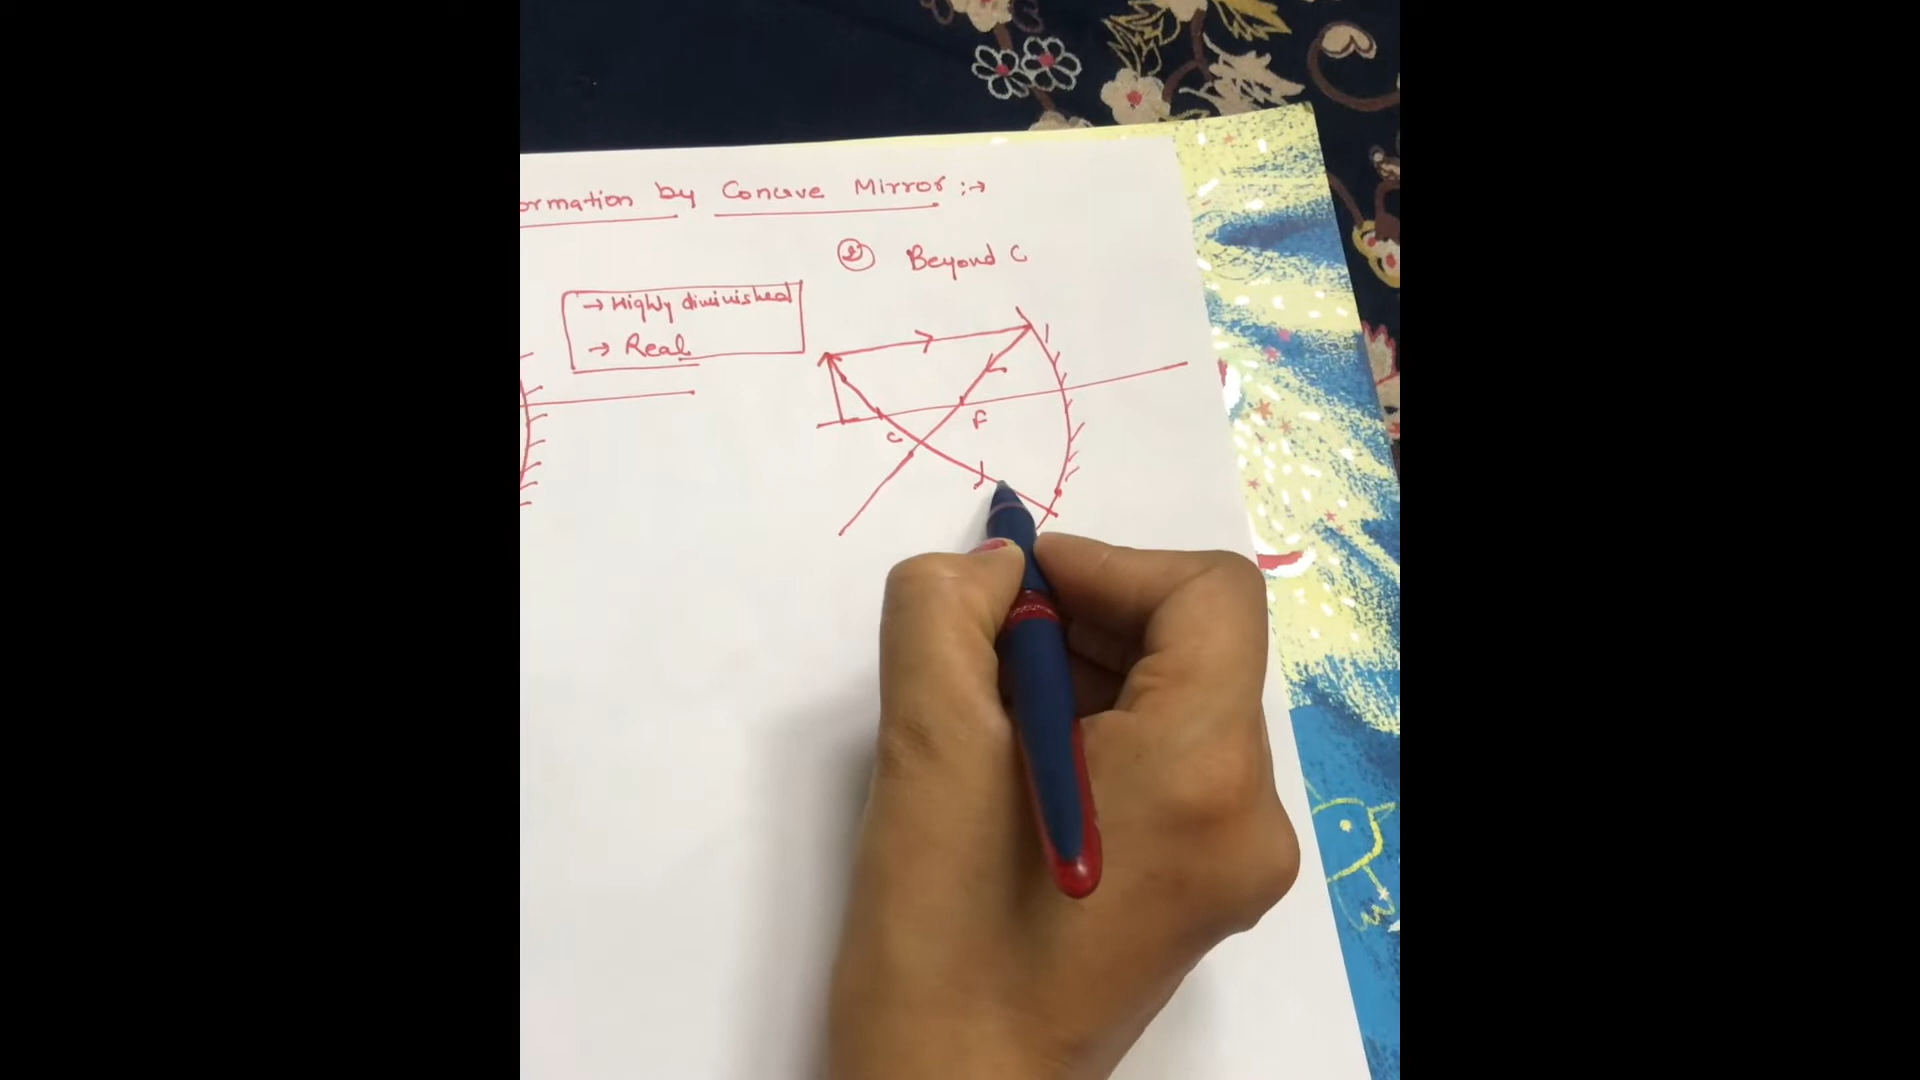 ormation by Concave Mirror :→
② Beyond C
→ Highly diminished
→ Real
C
F